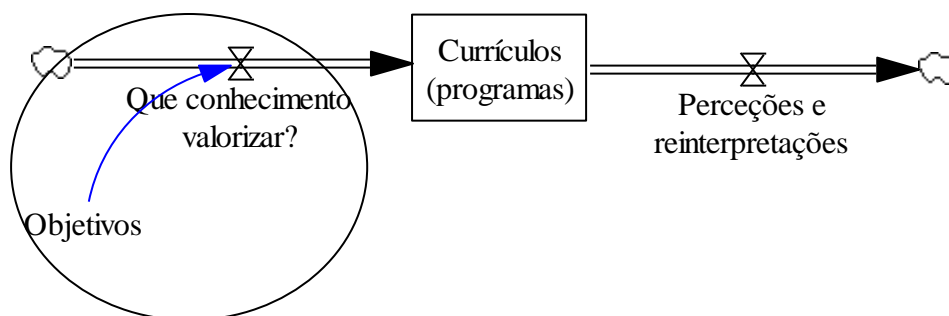 Currículos
(programas)
Que conhecimento
valorizar?
Perceções e
reinterpretações
Objetivos